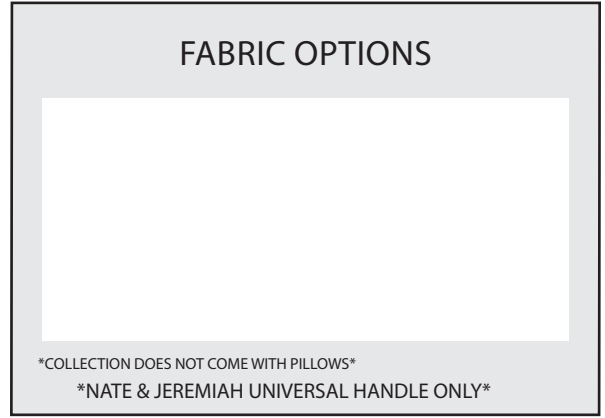 FABRIC OPTIONS
*COLLECTION DOES NOT COME WITH PILLOWS*
*NATE & JEREMIAH UNIVERSAL HANDLE ONLY*